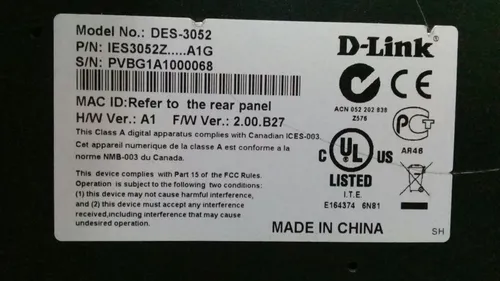 Model No.: DES-3052
P/N: IES3052Z.....A1G
S/N: PVBG1A1000068
MAC ID:Refer to the rear panel
H/W Ver.: A1 F/W Ver.: 2.00.B27
This Class A digital apparatus complies with Canadian ICES-003.
Cet appareil numerique de la classe A est conforme a la
norme NMB-003 du Canada.
This device complies with Part 15 of the FCC Rules.
Operation is subject to the following two conditions:
(1) this device may not cause harmful interference,
and (2) this device must accept any interference
received,including interference that may cause
undesired operation.
D-Link
CE
ACN 052 202 838
Z576
PCT
AR46
C UL US
LISTED
I.T.E.
E164374 6N81
MADE IN CHINA
SH